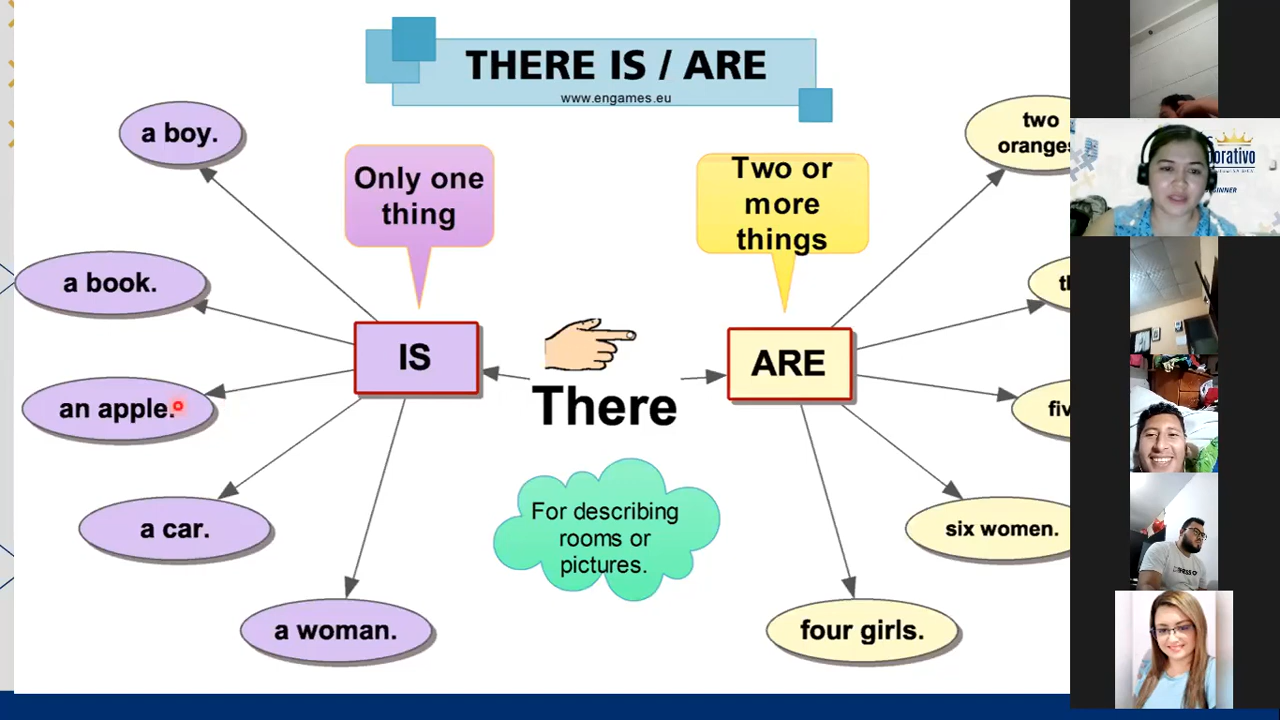 THERE IS / ARE
www.engames.eu
a boy.
Only one
thing
Two or
more
things
two
oranges
a book.
IS
ARE
There
an apple.
For describing
rooms or
pictures.
a car.
six women.
a woman.
four girls.